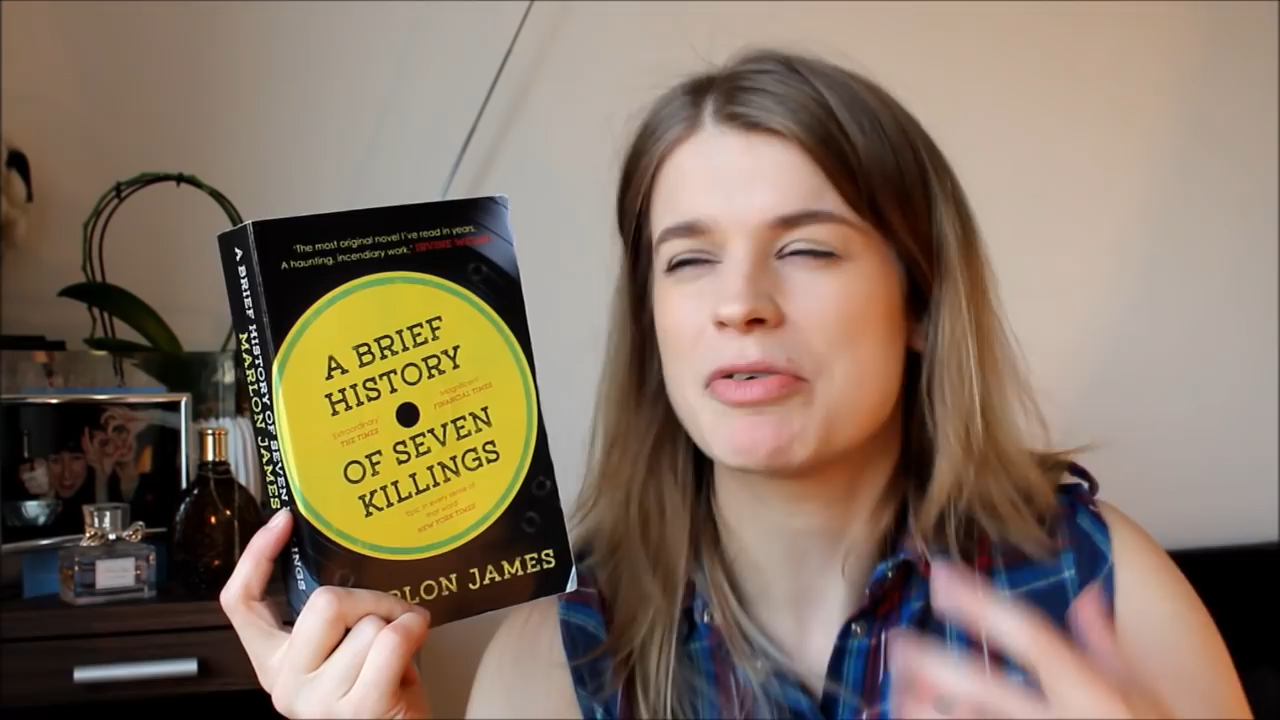 'The most original novel I've read in years.
A haunting, incendiary work.' IRVINE WELSH
A BRIEF
HISTORY
'Magnificent'
FINANCIAL TIMES
'Extraordinary'
THE TIMES
OF SEVEN
KILLINGS
'Epic in every sense of
that word'
NEW YORK TIMES
RLON JAMES
A BRIEF HISTORY OF SEVEN INGS
MARLON JAMES